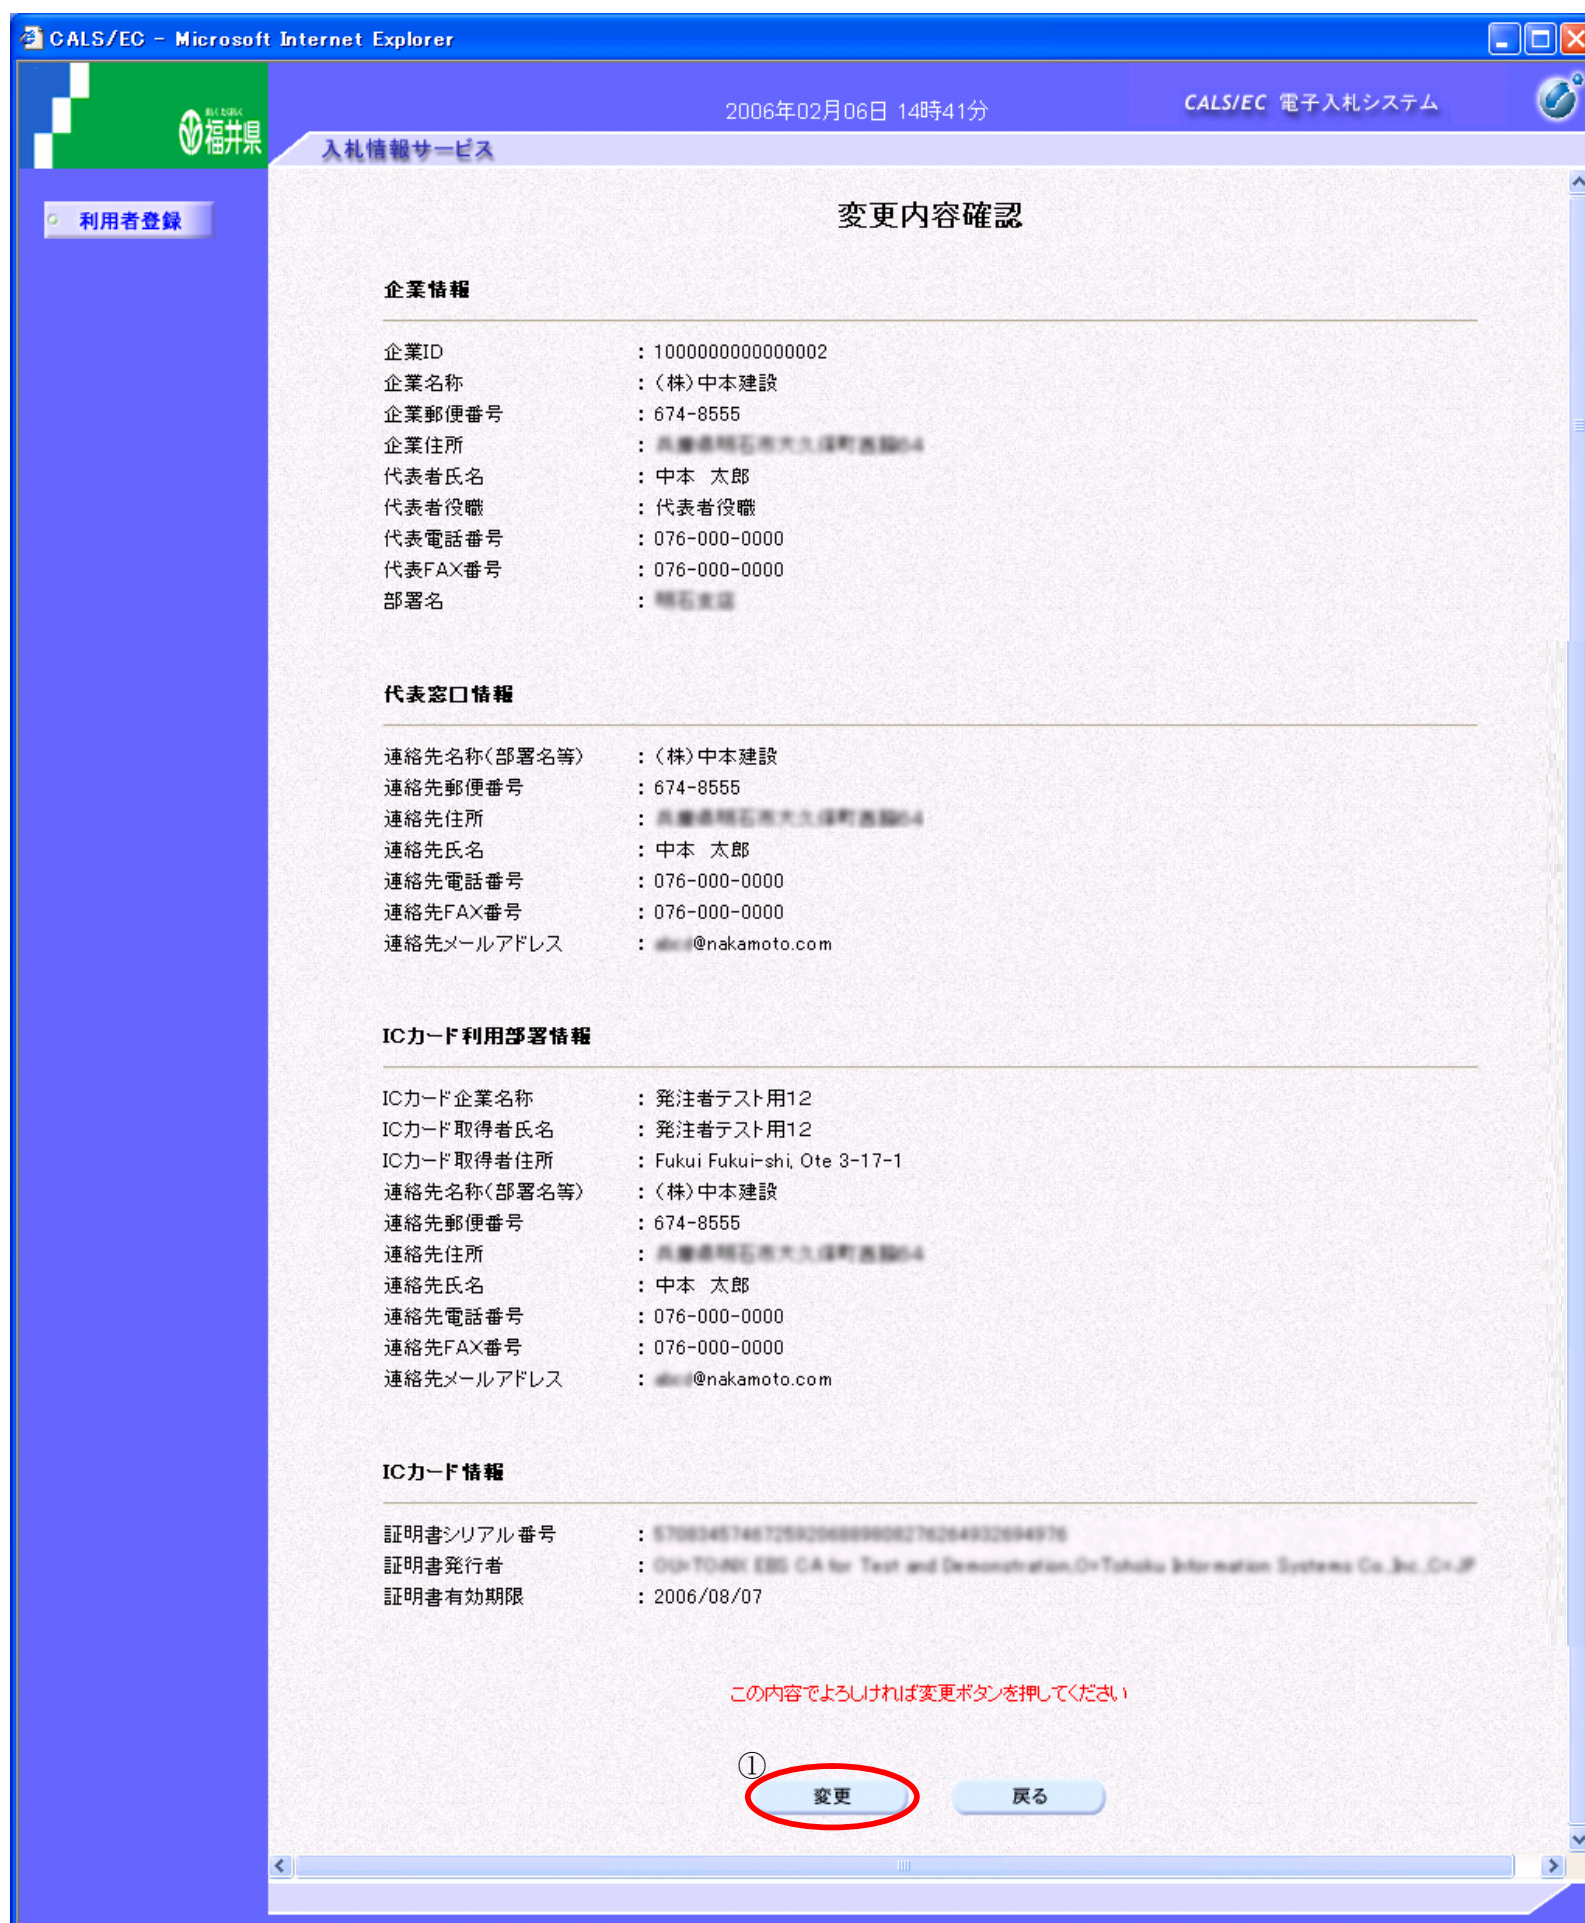 CALS/EC - Microsoft Internet Explorer
福井県
2006年02月06日 14時41分
CALS/EC 電子入札システム
入札情報サービス
利用者登録
変更内容確認
企業情報
企業ID : 1000000000000002
企業名称 : (株)中本建設
企業郵便番号 : 674-8555
企業住所 :
代表者氏名 : 中本 太郎
代表者役職 : 代表者役職
代表電話番号 : 076-000-0000
代表FAX番号 : 076-000-0000
部署名 :
代表窓口情報
連絡先名称(部署名等) : (株)中本建設
連絡先郵便番号 : 674-8555
連絡先住所 :
連絡先氏名 : 中本 太郎
連絡先電話番号 : 076-000-0000
連絡先FAX番号 : 076-000-0000
連絡先メールアドレス : @nakamoto.com
ICカード利用部署情報
ICカード企業名称 : 発注者テスト用12
ICカード取得者氏名 : 発注者テスト用12
ICカード取得者住所 : Fukui Fukui-shi, Ote 3-17-1
連絡先名称(部署名等) : (株)中本建設
連絡先郵便番号 : 674-8555
連絡先住所 :
連絡先氏名 : 中本 太郎
連絡先電話番号 : 076-000-0000
連絡先FAX番号 : 076-000-0000
連絡先メールアドレス : @nakamoto.com
ICカード情報
証明書シリアル番号 :
証明書発行者 :
証明書有効期限 : 2006/08/07
この内容でよろしければ変更ボタンを押してください
①
変更 戻る